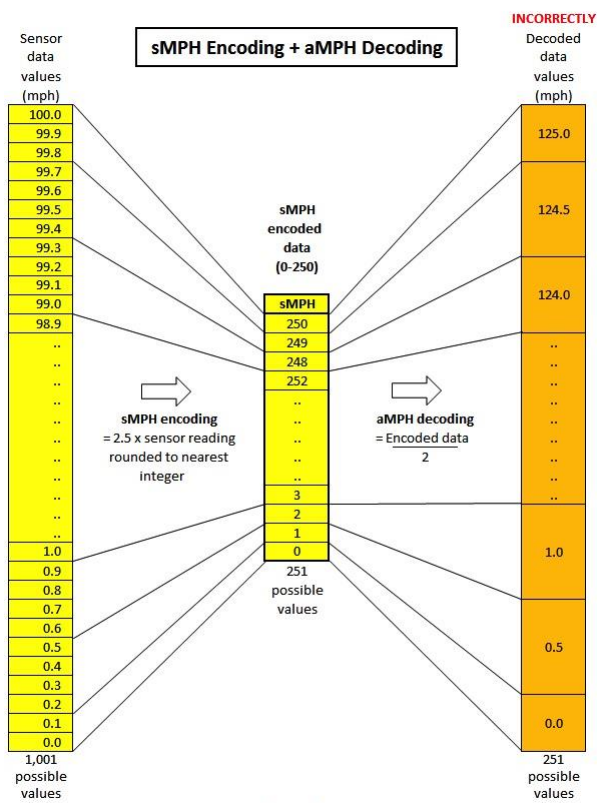 INCORRECTLY
sMPH Encoding + aMPH Decoding
Sensor
data
values
(mph)
100.0
99.9
99.8
99.7
99.6
99.5
99.4
99.3
99.2
99.1
99.0
98.9
..
..
..
..
..
..
..
..
..
..
..
1.0
0.9
0.8
0.7
0.6
0.5
0.4
0.3
0.2
0.1
0.0
1,001
possible
values
sMPH encoding
= 2.5 x sensor reading
rounded to nearest
integer
sMPH
encoded
data
(0-250)
sMPH
250
249
248
252
..
..
..
..
..
3
2
1
0
251
possible
values
aMPH decoding
= Encoded data
2
Decoded
data
values
(mph)
125.0
124.5
124.0
..
..
..
..
..
..
..
..
..
1.0
0.5
0.0
251
possible
values